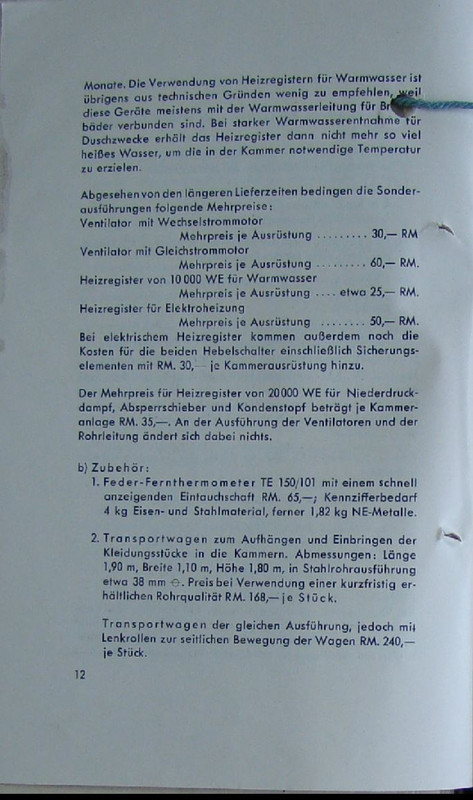 Monate. Die Verwendung von Heizregistern für Warmwasser ist
übrigens aus technischen Gründen wenig zu empfehlen, weil
diese Geräte meistens mit der Warmwasserleitung für
bäder verbunden sind. Bei starker Warmwasserentnahme für
Duschzwecke erhält das Heizregister dann nicht mehr so viel
heißes Wasser, um die in der Kammer notwendige Temperatur
zu erzielen.
Abgesehen von den längeren Lieferzeiten bedingen die Sonder-
ausführungen folgende Mehrpreise:
Ventilator mit Wechselstrommotor
Mehrpreis je Ausrüstung ......... 30,— RM
Ventilator mit Gleichstrommotor
Mehrpreis je Ausrüstung ......... 60,— RM.
Heizregister von 10 000 WE für Warmwasser
Mehrpreis je Ausrüstung .... etwa 25,— RM.
Heizregister für Elektroheizung
Mehrpreis je Ausrüstung ........ 50,— RM.
Bei elektrischem Heizregister kommen außerdem noch die
Kosten für die beiden Hebelschalter einschließlich Sicherungs-
elementen mit RM. 30,— je Kammerausrüstung hinzu.
Der Mehrpreis für Heizregister von 20000 WE für Niederdruck-
dampf, Absperrschieber und Kondenstopf beträgt je Kammer-
anlage RM. 35,—. An der Ausführung der Ventilatoren und der
Rohrleitung ändert sich dabei nichts.
b) Zubehör:
1. Feder-Fernthermometer TE 150/101 mit einem schnell
anzeigenden Eintauchschaft RM. 65,—; Kennzifferbedarf
4 kg Eisen- und Stahlmaterial, ferner 1,82 kg NE-Metalle.
2. Transportwagen zum Aufhängen und Einbringen der
Kleidungsstücke in die Kammern. Abmessungen: Länge
1,90 m, Breite 1,10 m, Höhe 1,80 m, in Stahlrohrausführung
etwa 38 mm ⌀. Preis bei Verwendung einer kurzfristig er-
hältlichen Rohrqualität RM. 168,— je Stück.
Transportwagen der gleichen Ausführung, jedoch mit
Lenkrollen zur seitlichen Bewegung der Wagen RM. 240,—
je Stück.
12